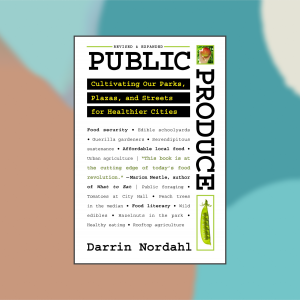 REVISED & EXPANDED
PUBLIC
PRODUCE
Cultivating Our Parks,
Plazas, and Streets
for Healthier Cities
Food security • Edible schoolyards
• Guerilla gardeners • Serendipitous
sustenance • Affordable local food •
Urban agriculture | "This book is at
the cutting edge of today's food
revolution." —Marion Nestle, author
of What to Eat | Public foraging •
Tomatoes at City Hall • Peach trees
in the median • Food literacy • Wild
edibles • Hazelnuts in the park •
Healthy eating • Rooftop agriculture
Darrin Nordahl